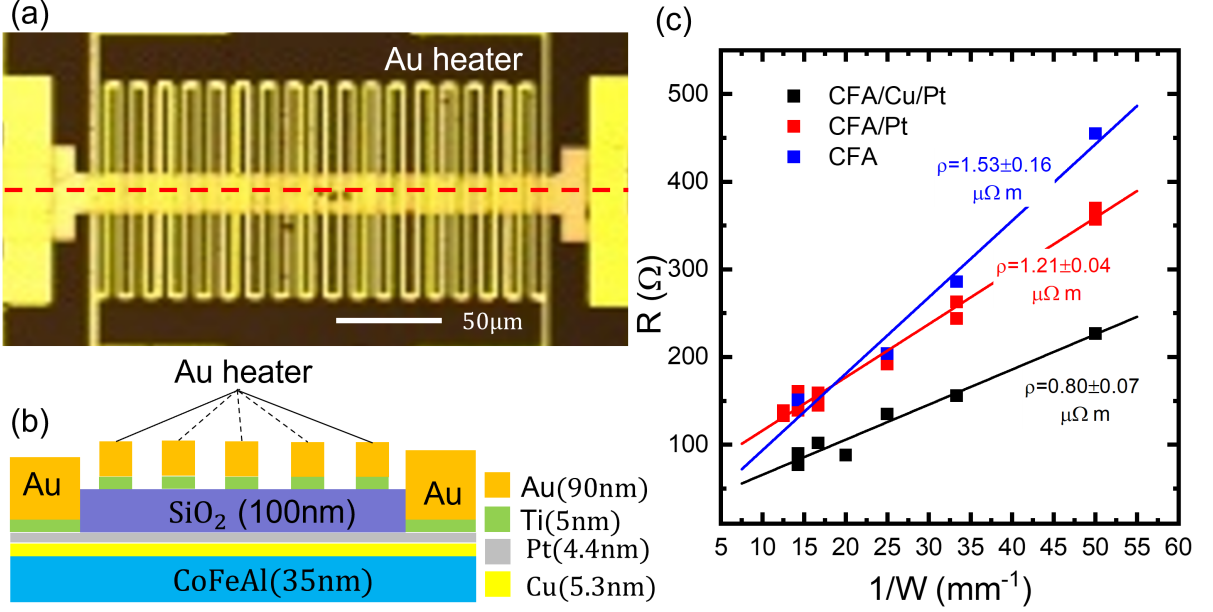 (a)
Au heater
50μm
Au heater
(b)
Au
Au
SiO₂ (100nm)
CoFeAl(35nm)
Au(90nm)
Ti(5nm)
Pt(4.4nm)
Cu(5.3nm)
(c)
CFA/Cu/Pt
CFA/Pt
CFA
ρ=1.53±0.16
μΩ m
ρ=1.21±0.04
μΩ m
ρ=0.80±0.07
μΩ m
R (Ω)
500
400
300
200
100
5 10 15 20 25 30 35 40 45 50 55 60
1/W (mm⁻¹)